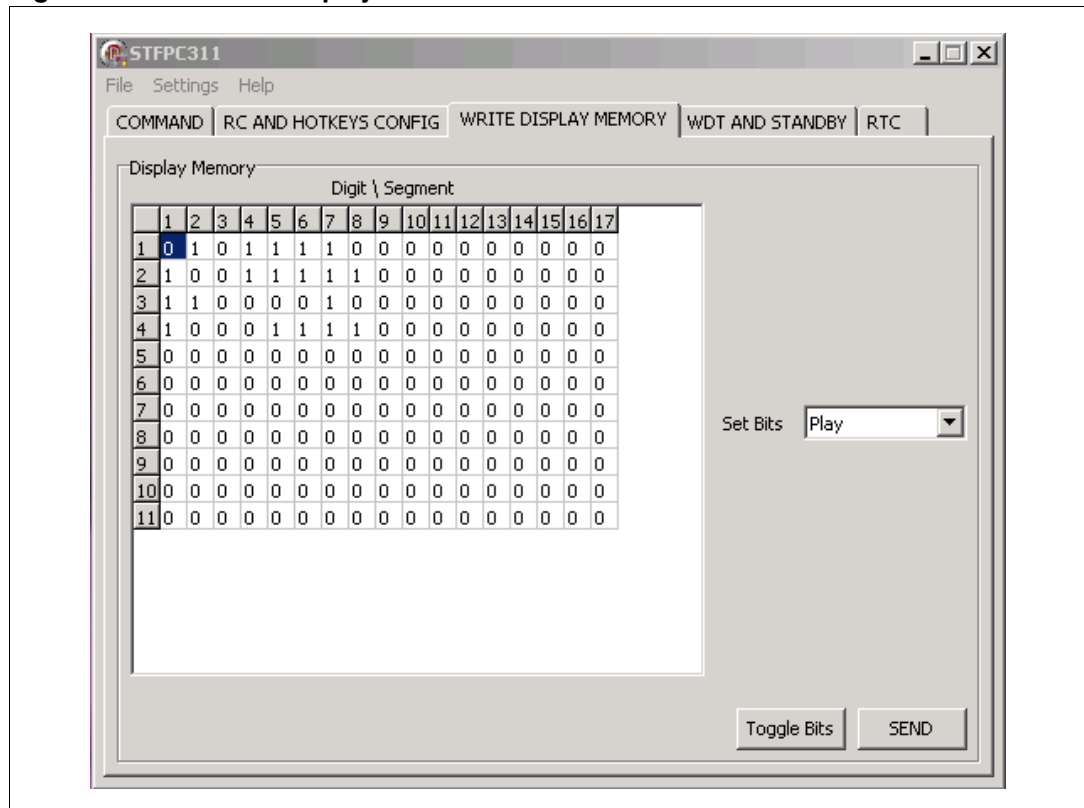 STFPC311
File Settings Help
COMMAND RC AND HOTKEYS CONFIG WRITE DISPLAY MEMORY WDT AND STANDBY RTC
Display Memory
Digit \ Segment
1 2 3 4 5 6 7 8 9 10 11 12 13 14 15 16 17
1 0 1 0 1 1 1 1 0 0 0 0 0 0 0 0 0 0
2 1 0 0 1 1 1 1 1 0 0 0 0 0 0 0 0 0
3 1 1 0 0 0 0 1 0 0 0 0 0 0 0 0 0 0
4 1 0 0 0 1 1 1 1 0 0 0 0 0 0 0 0 0
5 0 0 0 0 0 0 0 0 0 0 0 0 0 0 0 0 0
6 0 0 0 0 0 0 0 0 0 0 0 0 0 0 0 0 0
7 0 0 0 0 0 0 0 0 0 0 0 0 0 0 0 0 0
8 0 0 0 0 0 0 0 0 0 0 0 0 0 0 0 0 0
9 0 0 0 0 0 0 0 0 0 0 0 0 0 0 0 0 0
10 0 0 0 0 0 0 0 0 0 0 0 0 0 0 0 0 0
11 0 0 0 0 0 0 0 0 0 0 0 0 0 0 0 0 0
Set Bits Play
Toggle Bits SEND